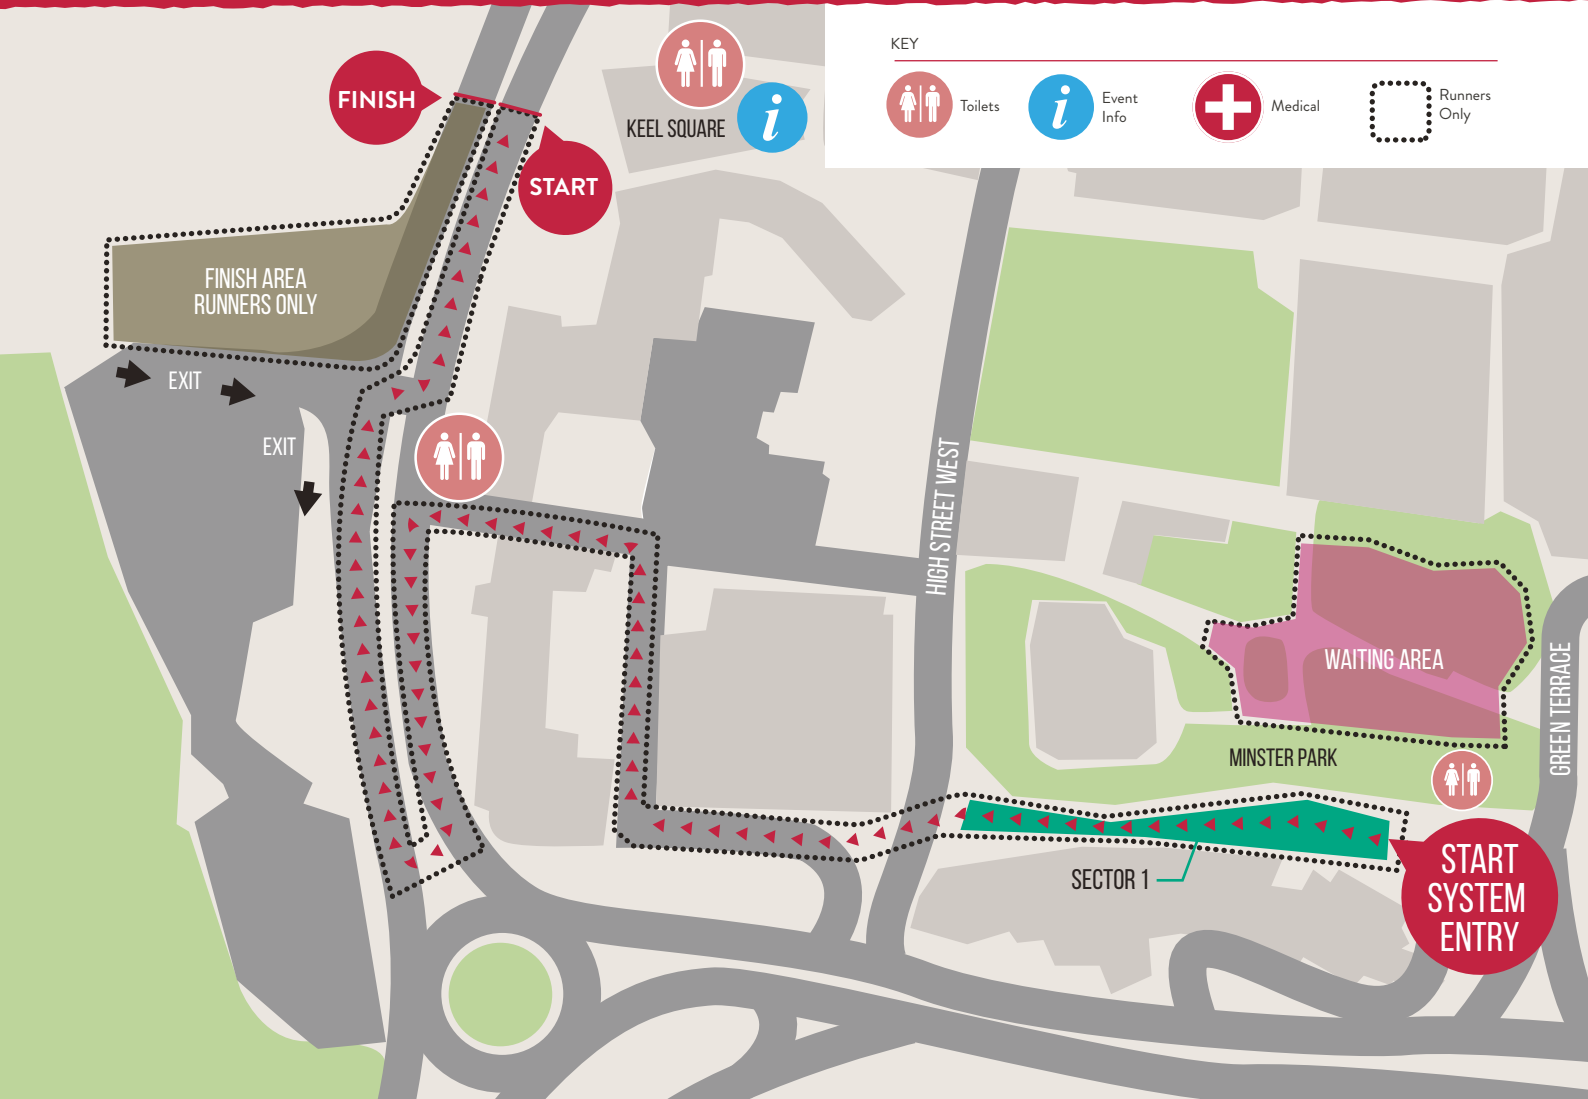 KEY
Toilets
Event
Info
Medical
Runners
Only
FINISH
START
KEEL SQUARE
FINISH AREA
RUNNERS ONLY
EXIT
EXIT
HIGH STREET WEST
WAITING AREA
GREEN TERRACE
MINSTER PARK
SECTOR 1
START
SYSTEM
ENTRY